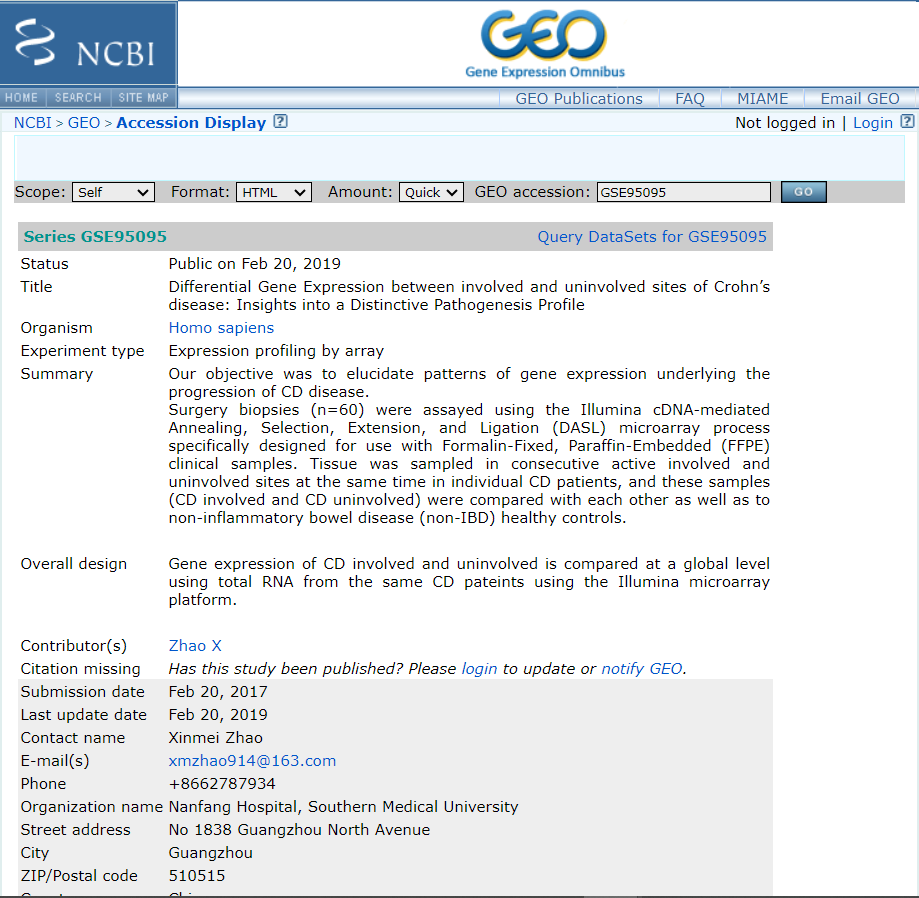 NCBI
GEO
Gene Expression Omnibus
HOME SEARCH SITE MAP
GEO Publications FAQ MIAME Email GEO
NCBI > GEO > Accession Display ?
Not logged in | Login ?
Scope: Self Format: HTML Amount: Quick GEO accession: GSE95095 GO
Series GSE95095 Query DataSets for GSE95095
Status Public on Feb 20, 2019
Title Differential Gene Expression between involved and uninvolved sites of Crohn's
disease: Insights into a Distinctive Pathogenesis Profile
Organism Homo sapiens
Experiment type Expression profiling by array
Summary Our objective was to elucidate patterns of gene expression underlying the
progression of CD disease.
Surgery biopsies (n=60) were assayed using the Illumina cDNA-mediated
Annealing, Selection, Extension, and Ligation (DASL) microarray process
specifically designed for use with Formalin-Fixed, Paraffin-Embedded (FFPE)
clinical samples. Tissue was sampled in consecutive active involved and
uninvolved sites at the same time in individual CD patients, and these samples
(CD involved and CD uninvolved) were compared with each other as well as to
non-inflammatory bowel disease (non-IBD) healthy controls.
Overall design Gene expression of CD involved and uninvolved is compared at a global level
using total RNA from the same CD pateints using the Illumina microarray
platform.
Contributor(s) Zhao X
Citation missing Has this study been published? Please login to update or notify GEO.
Submission date Feb 20, 2017
Last update date Feb 20, 2019
Contact name Xinmei Zhao
E-mail(s) xmzhao914@163.com
Phone +8662787934
Organization name Nanfang Hospital, Southern Medical University
Street address No 1838 Guangzhou North Avenue
City Guangzhou
ZIP/Postal code 510515